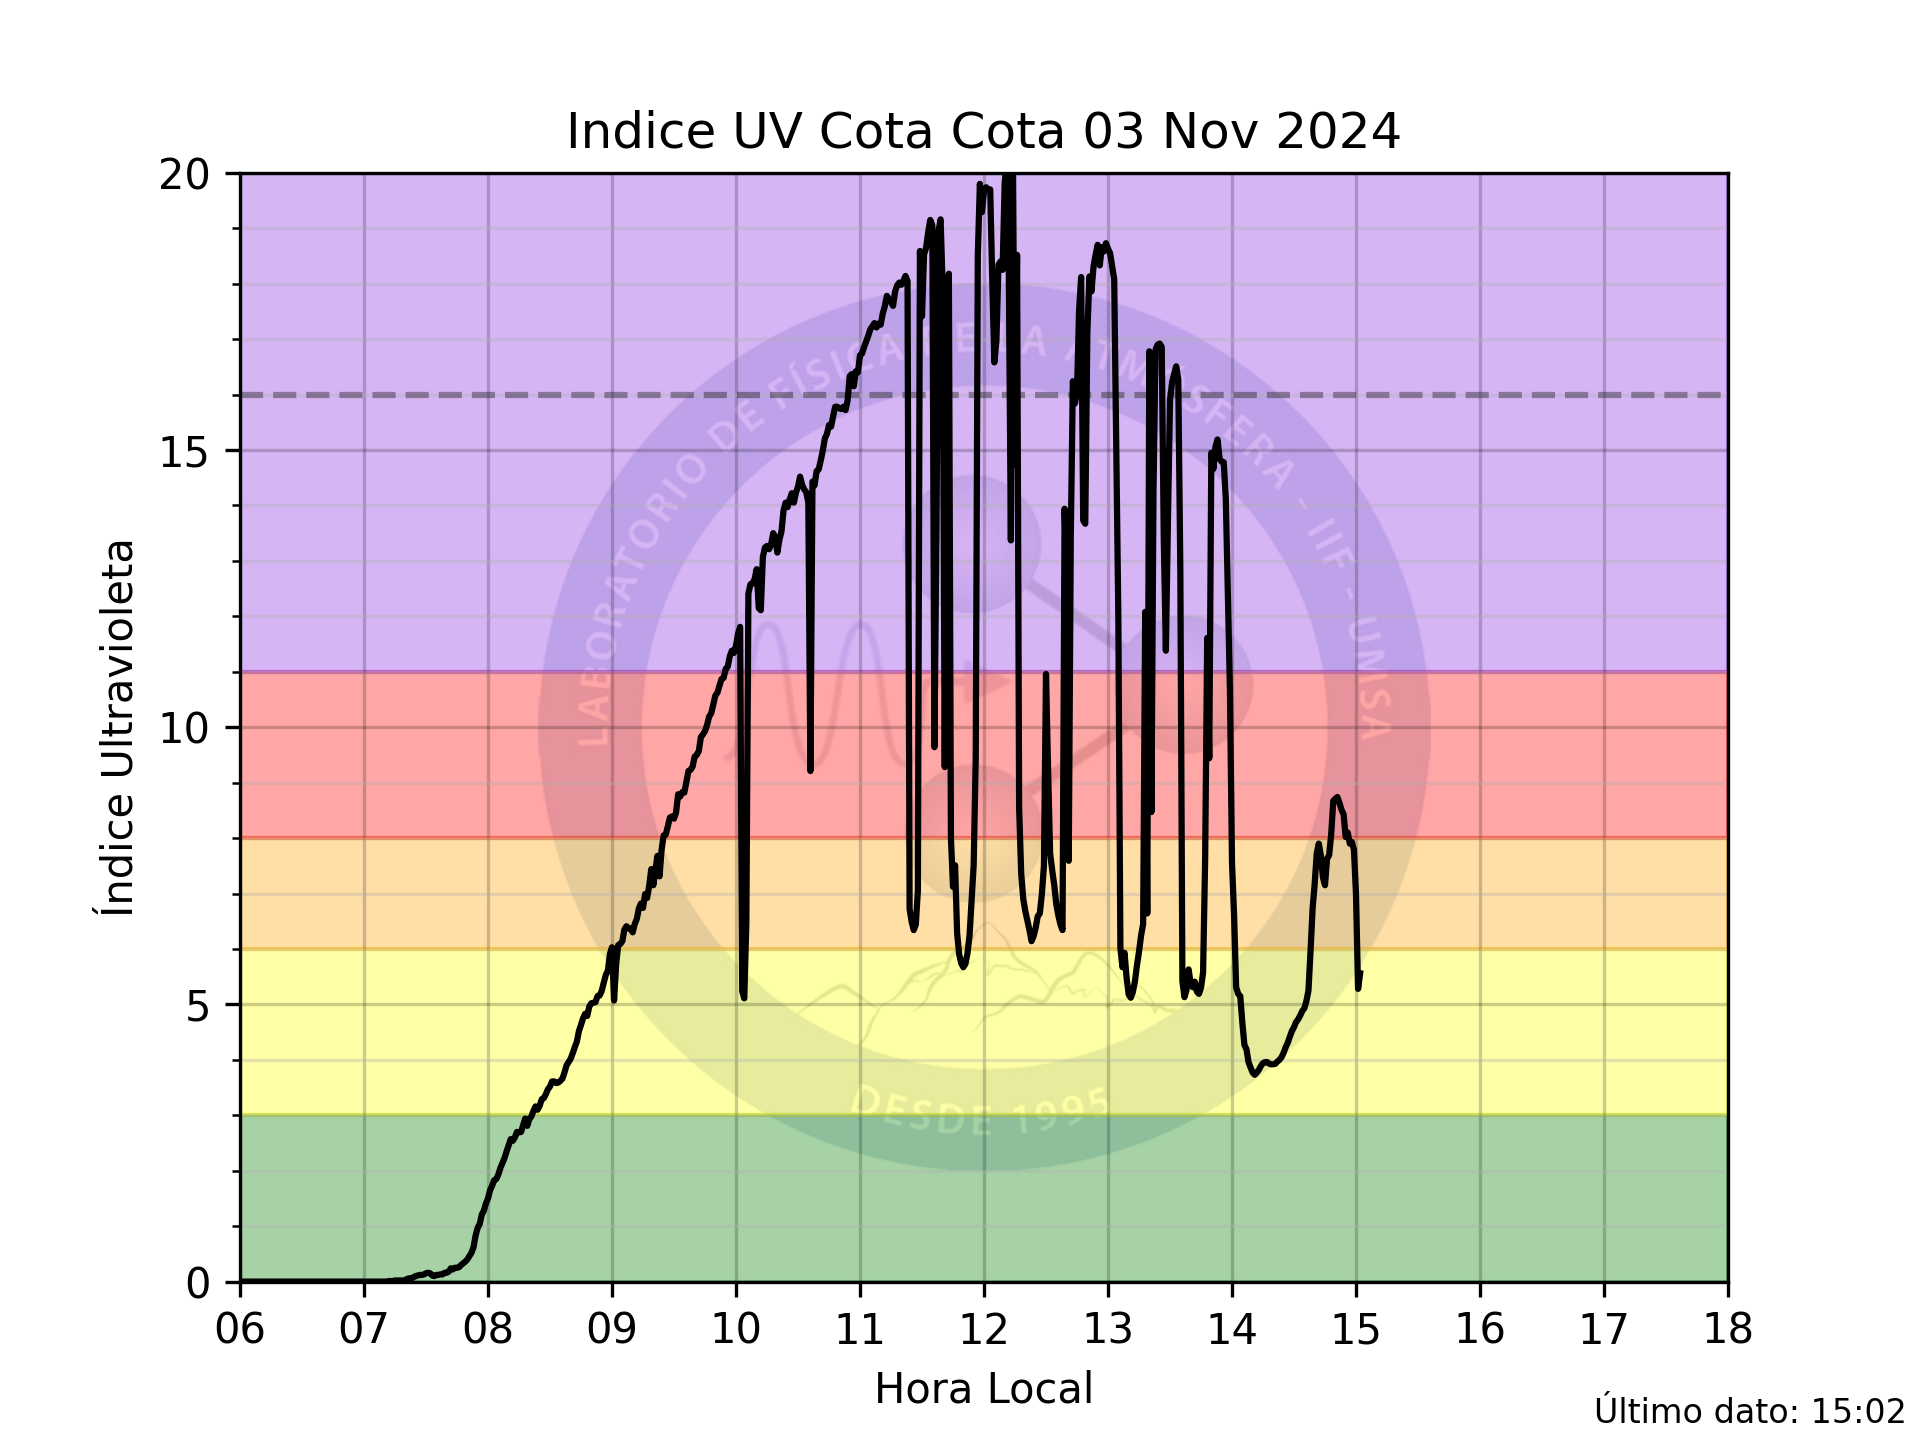 Indice UV Cota Cota 03 Nov 2024
20
15
10
5
0
Índice Ultravioleta
LABORATORIO DE FÍSICA DE LA ATMÓSFERA - IIF - UMSA
DESDE 1995
06 07 08 09 10 11 12 13 14 15 16 17 18
Hora Local
Último dato: 15:02